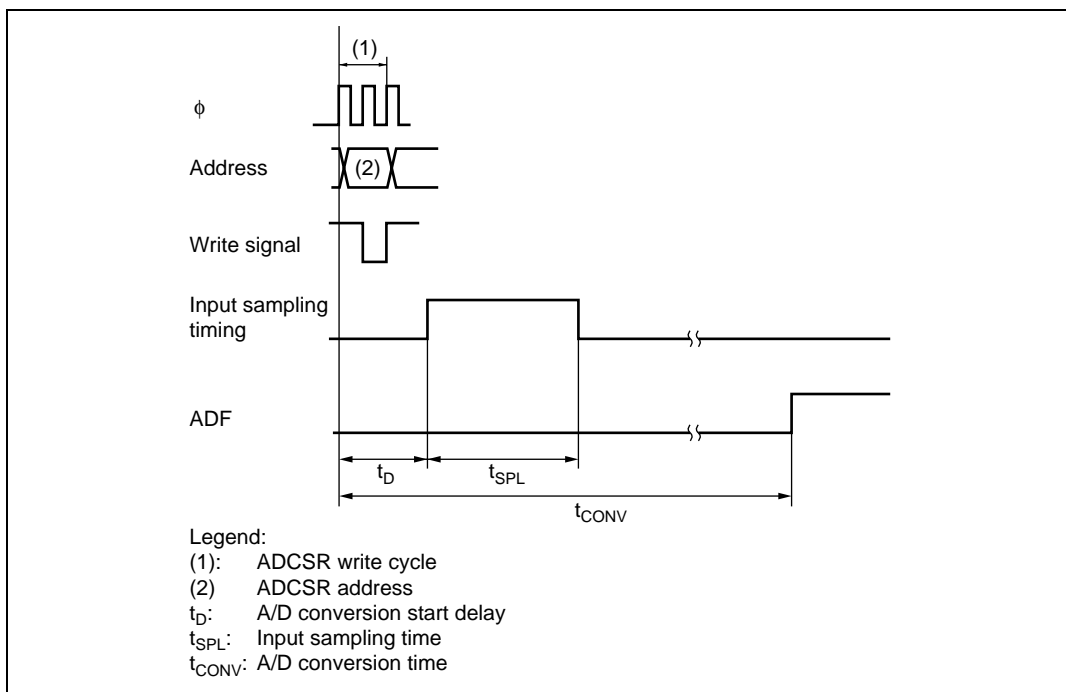 (1)
ϕ
Address
(2)
Write signal
Input sampling
timing
ADF
tD
tSPL
tCONV
Legend:
(1): ADCSR write cycle
(2) ADCSR address
tD: A/D conversion start delay
tSPL: Input sampling time
tCONV: A/D conversion time